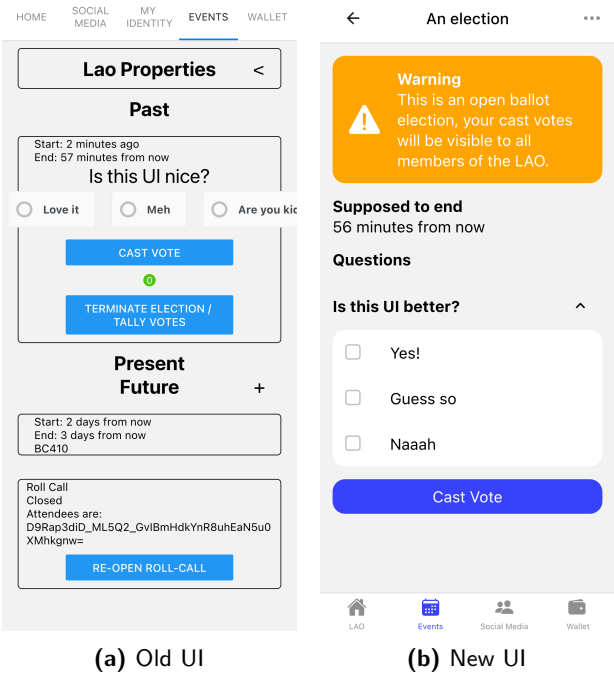 HOME
SOCIAL
MEDIA
MY
IDENTITY
EVENTS
WALLET
Lao Properties <
Past
Start: 2 minutes ago
End: 57 minutes from now
Is this UI nice?
Love it
Meh
Are you kid
CAST VOTE
0
TERMINATE ELECTION /
TALLY VOTES
Present
Future +
Start: 2 days from now
End: 3 days from now
BC410
Roll Call
Closed
Attendees are:
D9Rap3diD_ML5Q2_GvIBmHdkYnR8uhEaN5u0
XMhkgnw=
RE-OPEN ROLL-CALL
(a) Old UI
An election
Warning
This is an open ballot
election, your cast votes
will be visible to all
members of the LAO.
Supposed to end
56 minutes from now
Questions
Is this UI better?
Yes!
Guess so
Naaah
Cast Vote
LAO
Events
Social Media
Wallet
(b) New UI